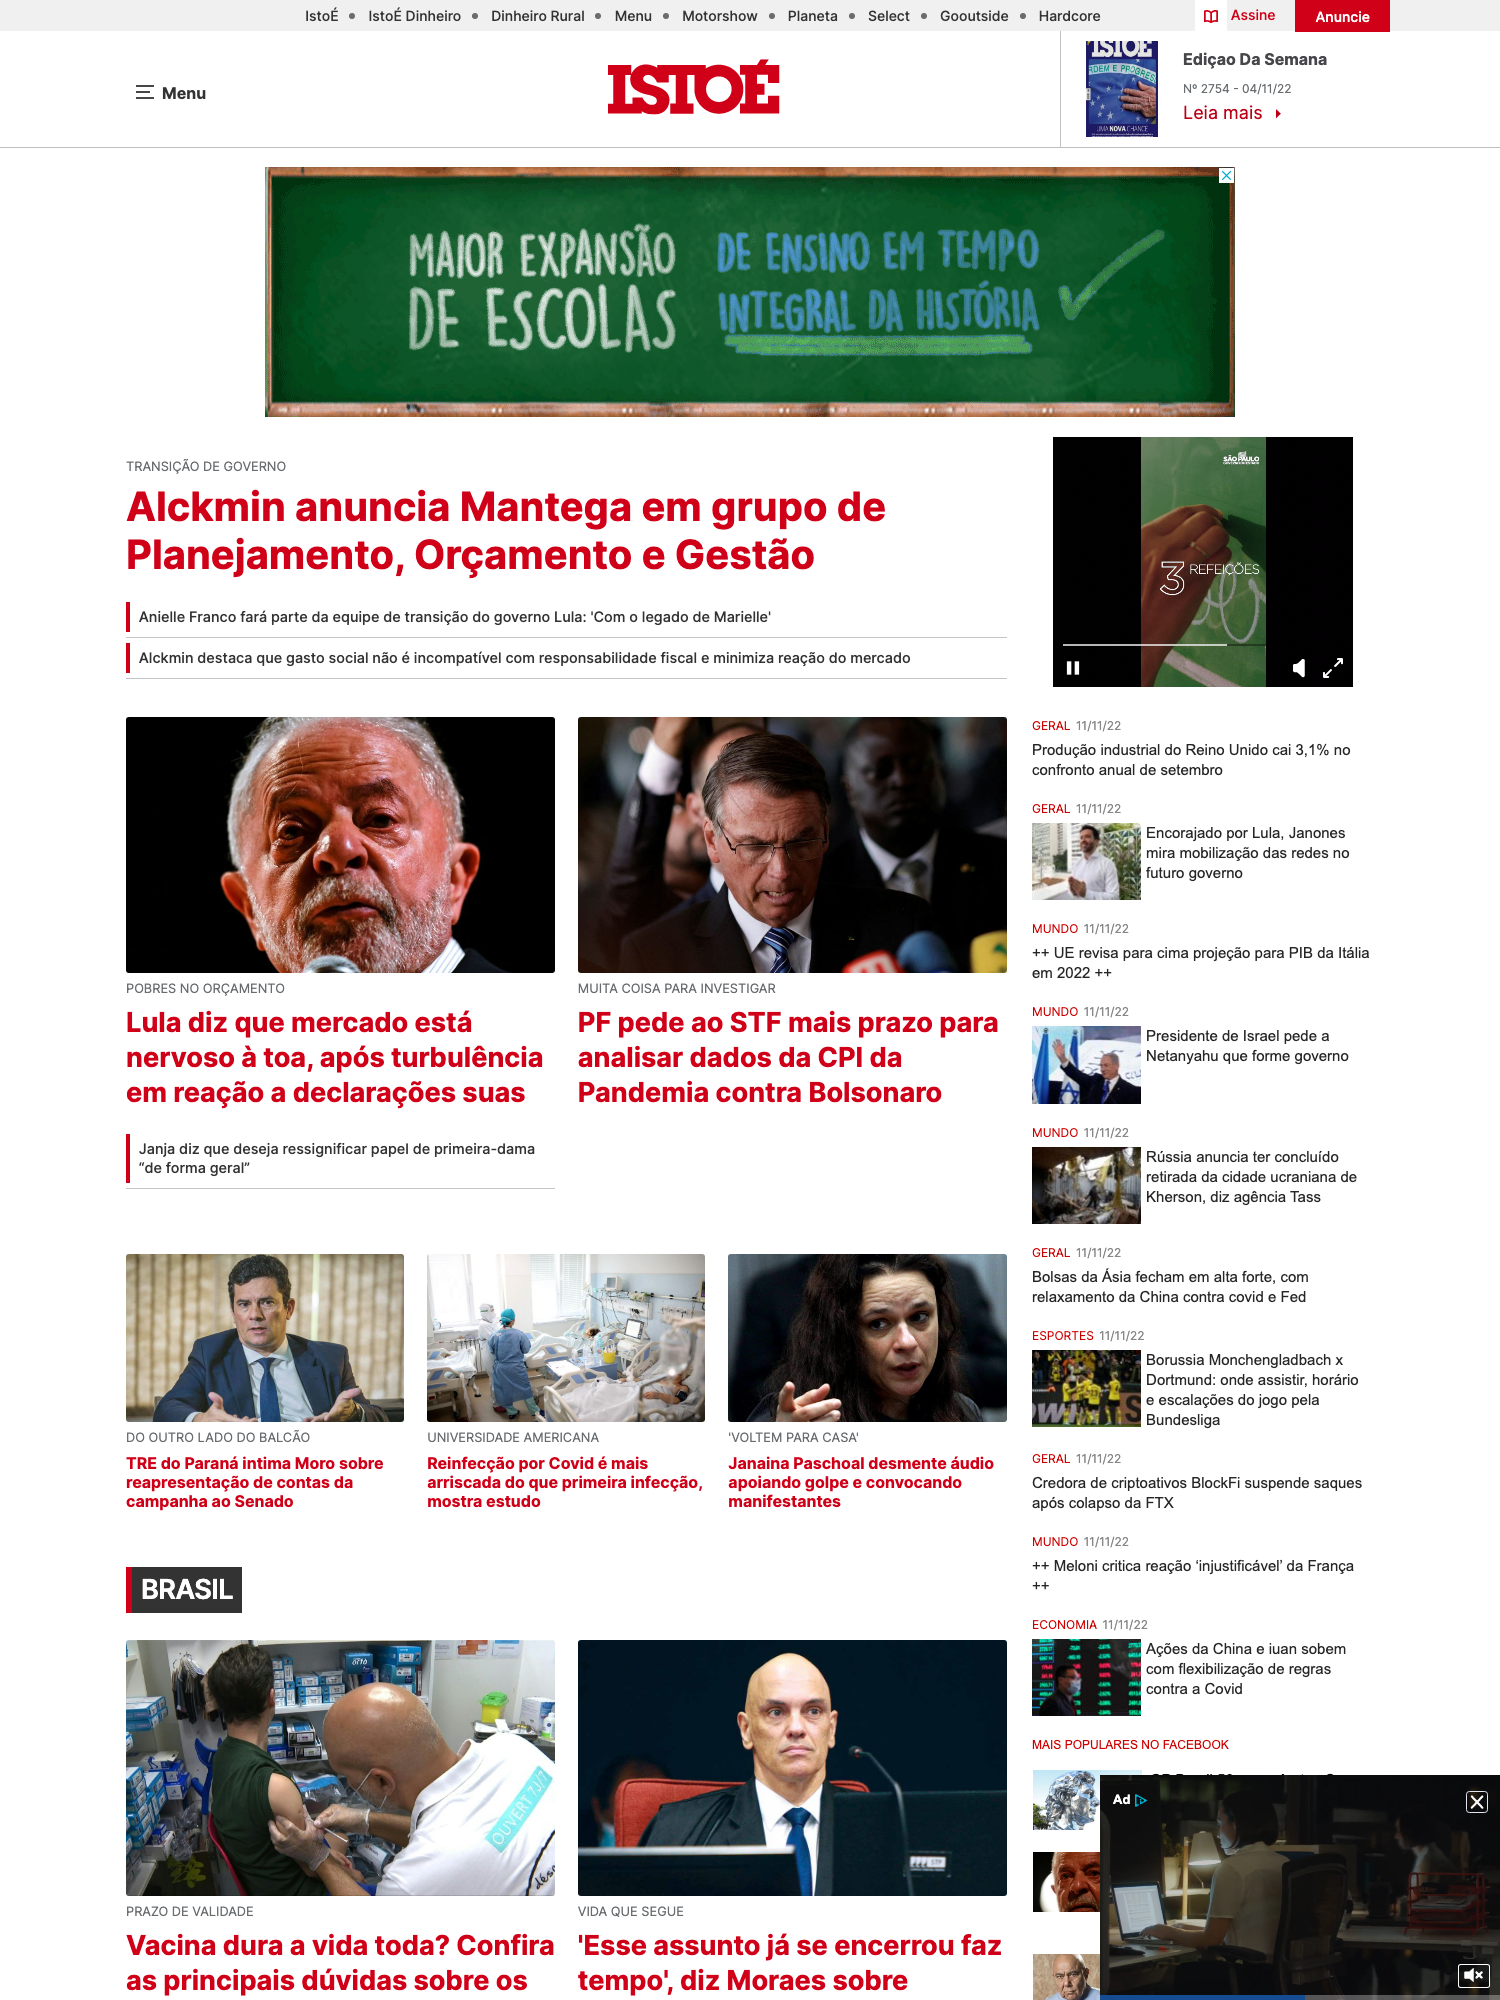 IstoÉ • IstoÉ Dinheiro • Dinheiro Rural • Menu • Motorshow • Planeta • Select • Gooutside • Hardcore
Assine
Anuncie
Menu
ISTOÉ
ISTOÉ
RDEM E PROGRES
UMA NOVA CHANCE
Ediçao Da Semana
Nº 2754 - 04/11/22
Leia mais
MAIOR EXPANSÃO
DE ESCOLAS
DE ENSINO EM TEMPO
INTEGRAL DA HISTÓRIA
TRANSIÇÃO DE GOVERNO
Alckmin anuncia Mantega em grupo de
Planejamento, Orçamento e Gestão
Anielle Franco fará parte da equipe de transição do governo Lula: 'Com o legado de Marielle'
Alckmin destaca que gasto social não é incompatível com responsabilidade fiscal e minimiza reação do mercado
SÃO PAULO
3 REFEIÇÕES
POBRES NO ORÇAMENTO
Lula diz que mercado está
nervoso à toa, após turbulência
em reação a declarações suas
Janja diz que deseja ressignificar papel de primeira-dama
“de forma geral”
MUITA COISA PARA INVESTIGAR
PF pede ao STF mais prazo para
analisar dados da CPI da
Pandemia contra Bolsonaro
DO OUTRO LADO DO BALCÃO
TRE do Paraná intima Moro sobre
reapresentação de contas da
campanha ao Senado
UNIVERSIDADE AMERICANA
Reinfecção por Covid é mais
arriscada do que primeira infecção,
mostra estudo
'VOLTEM PARA CASA'
Janaina Paschoal desmente áudio
apoiando golpe e convocando
manifestantes
BRASIL
OUVERT 7J/7
PRAZO DE VALIDADE
Vacina dura a vida toda? Confira
as principais dúvidas sobre os
VIDA QUE SEGUE
'Esse assunto já se encerrou faz
tempo', diz Moraes sobre
GERAL 11/11/22
Produção industrial do Reino Unido cai 3,1% no
confronto anual de setembro
GERAL 11/11/22
Encorajado por Lula, Janones
mira mobilização das redes no
futuro governo
MUNDO 11/11/22
++ UE revisa para cima projeção para PIB da Itália
em 2022 ++
MUNDO 11/11/22
Presidente de Israel pede a
Netanyahu que forme governo
MUNDO 11/11/22
Rússia anuncia ter concluído
retirada da cidade ucraniana de
Kherson, diz agência Tass
GERAL 11/11/22
Bolsas da Ásia fecham em alta forte, com
relaxamento da China contra covid e Fed
ESPORTES 11/11/22
Borussia Monchengladbach x
Dortmund: onde assistir, horário
e escalações do jogo pela
Bundesliga
GERAL 11/11/22
Credora de criptoativos BlockFi suspende saques
após colapso da FTX
MUNDO 11/11/22
++ Meloni critica reação ‘injustificável’ da França
++
ECONOMIA 11/11/22
Ações da China e iuan sobem
com flexibilização de regras
contra a Covid
MAIS POPULARES NO FACEBOOK
Ad